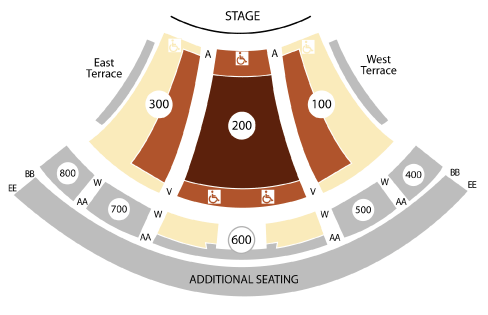 STAGE
East
Terrace
A
A
West
Terrace
300
200
100
800
BB
EE
W
AA
700
V
W
AA
600
V
W
AA
500
W
AA
400
BB
EE
ADDITIONAL SEATING